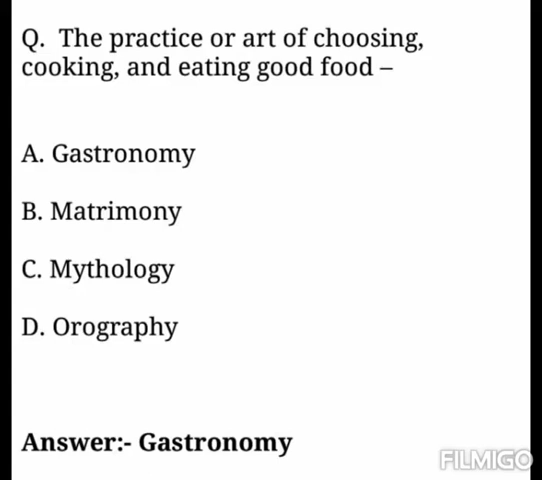 Q. The practice or art of choosing,
cooking, and eating good food –
A. Gastronomy
B. Matrimony
C. Mythology
D. Orography
Answer:- Gastronomy
FILMIGO